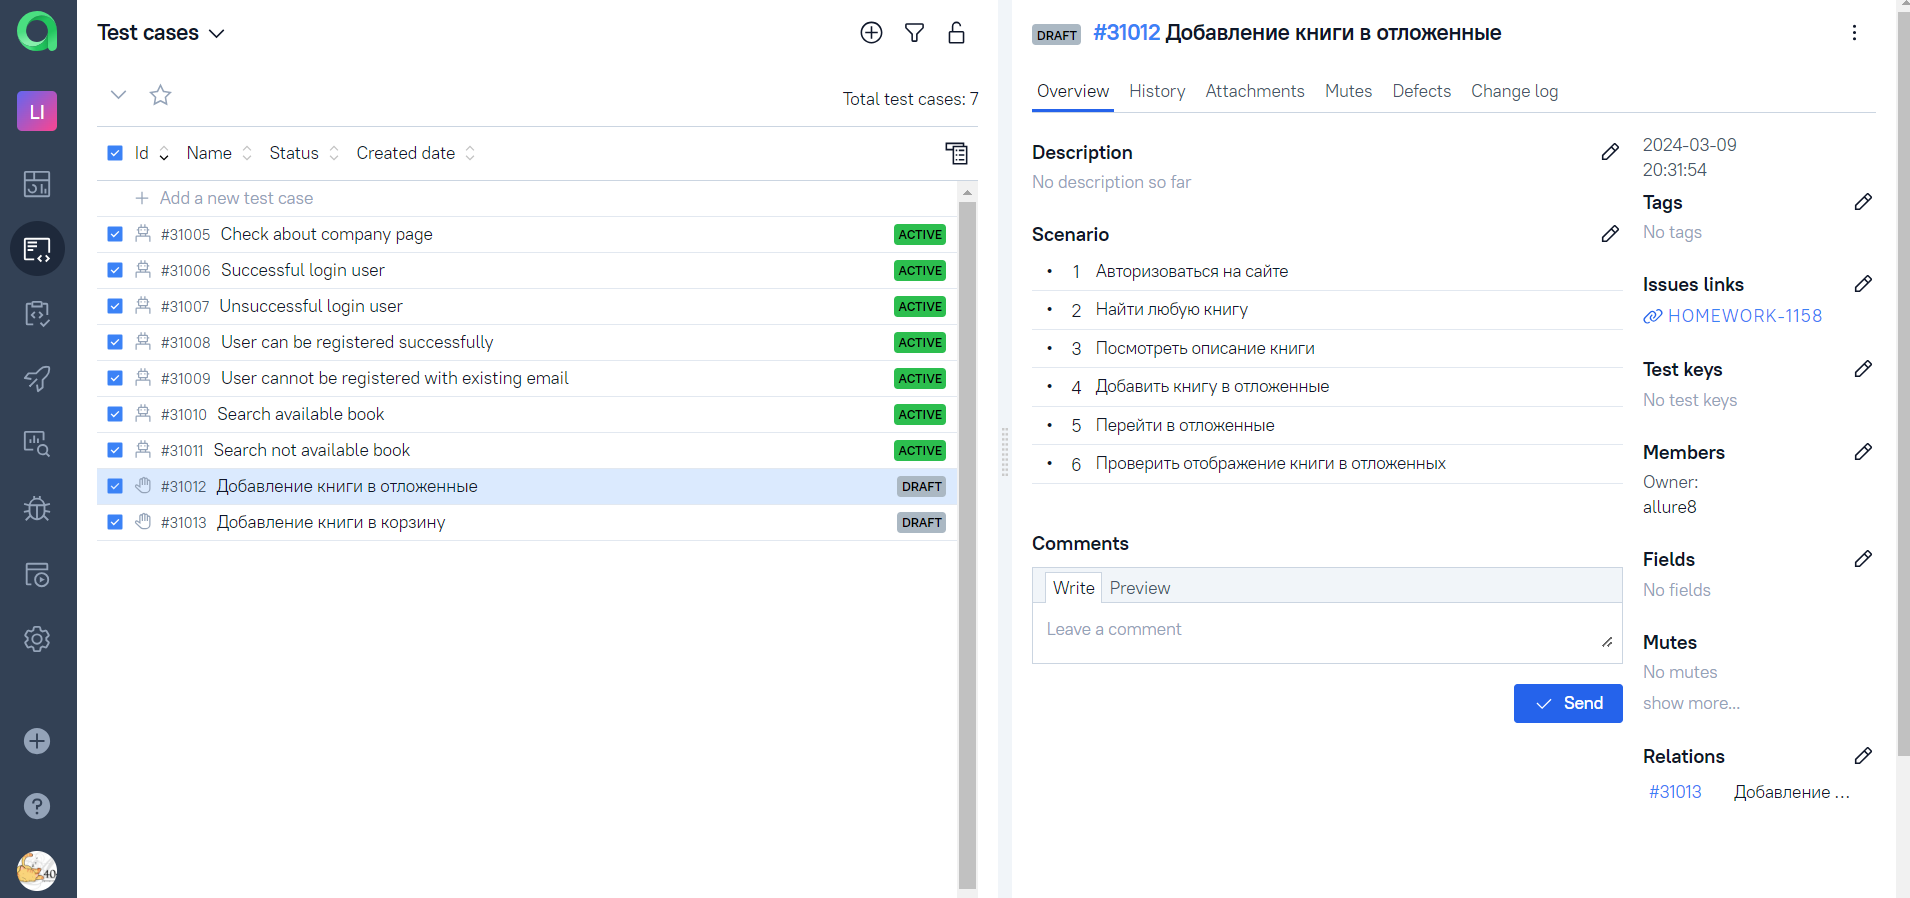 LI
40
Test cases
Total test cases: 7
Id Name Status Created date
Add a new test case
#31005 Check about company page ACTIVE
#31006 Successful login user ACTIVE
#31007 Unsuccessful login user ACTIVE
#31008 User can be registered successfully ACTIVE
#31009 User cannot be registered with existing email ACTIVE
#31010 Search available book ACTIVE
#31011 Search not available book ACTIVE
#31012 Добавление книги в отложенные DRAFT
#31013 Добавление книги в корзину DRAFT
DRAFT #31012 Добавление книги в отложенные
Overview History Attachments Mutes Defects Change log
Description
No description so far
Scenario
1 Авторизоваться на сайте
2 Найти любую книгу
3 Посмотреть описание книги
4 Добавить книгу в отложенные
5 Перейти в отложенные
6 Проверить отображение книги в отложенных
Comments
Write Preview
Leave a comment
Send
2024-03-09
20:31:54
Tags
No tags
Issues links
HOMEWORK-1158
Test keys
No test keys
Members
Owner:
allure8
Fields
No fields
Mutes
No mutes
show more...
Relations
#31013 Добавление ...